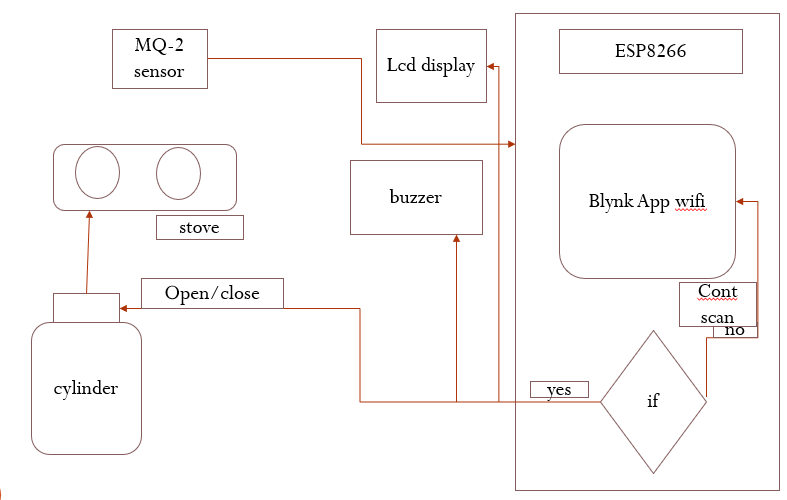 MQ-2
sensor
Lcd display
ESP8266
Blynk App wifi
buzzer
stove
Open/close
Cont
scan
no
cylinder
yes
if